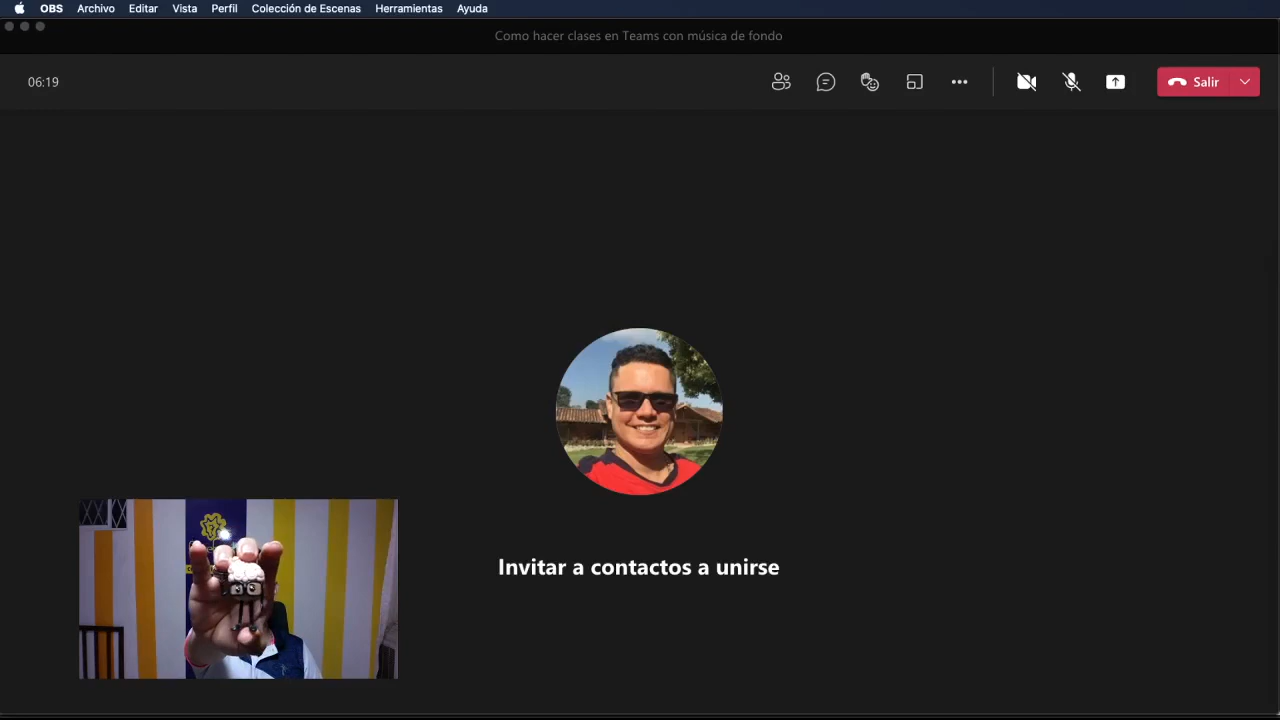 OBS Archivo Editar Vista Perfil Colección de Escenas Herramientas Ayuda
Como hacer clases en Teams con música de fondo
06:19
Salir
Invitar a contactos a unirse